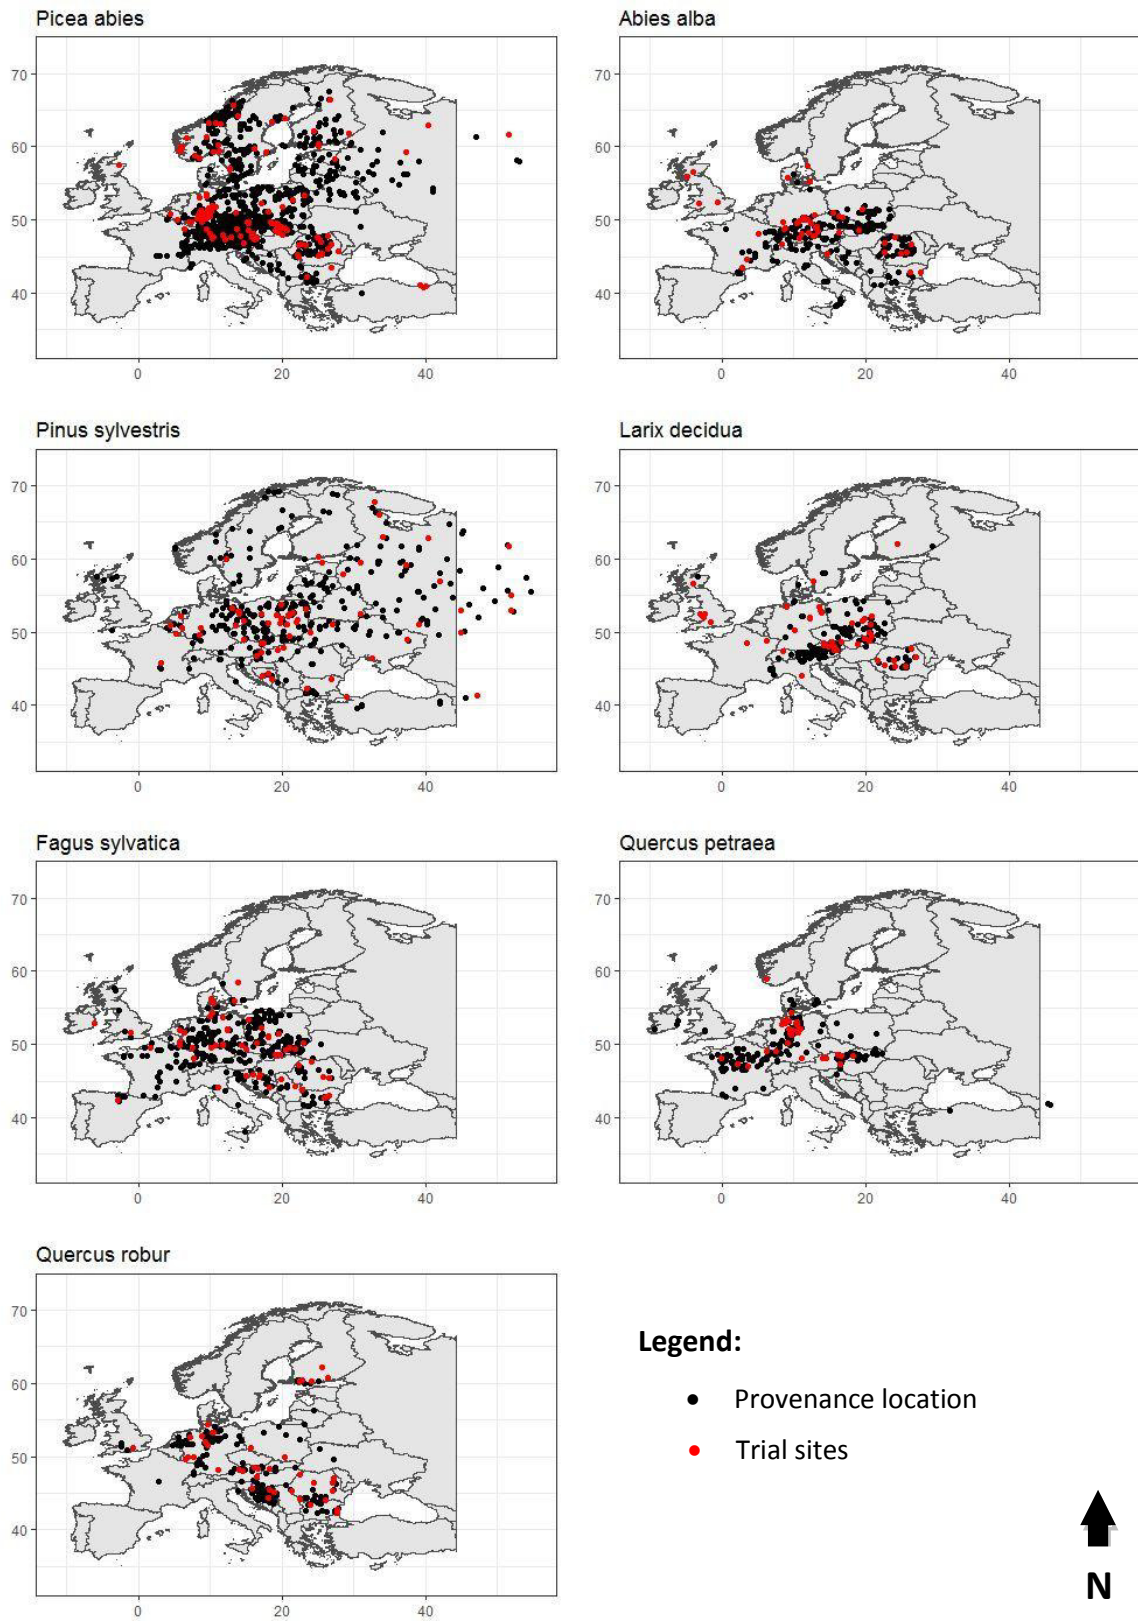 Picea abies
Abies alba
70
60
50
40
0 20 40
70
60
50
40
0 20 40
Pinus sylvestris
Larix decidua
70
60
50
40
0 20 40
70
60
50
40
0 20 40
Fagus sylvatica
Quercus petraea
70
60
50
40
0 20 40
70
60
50
40
0 20 40
Quercus robur
70
60
50
40
0 20 40
Legend:
Provenance location
Trial sites
N